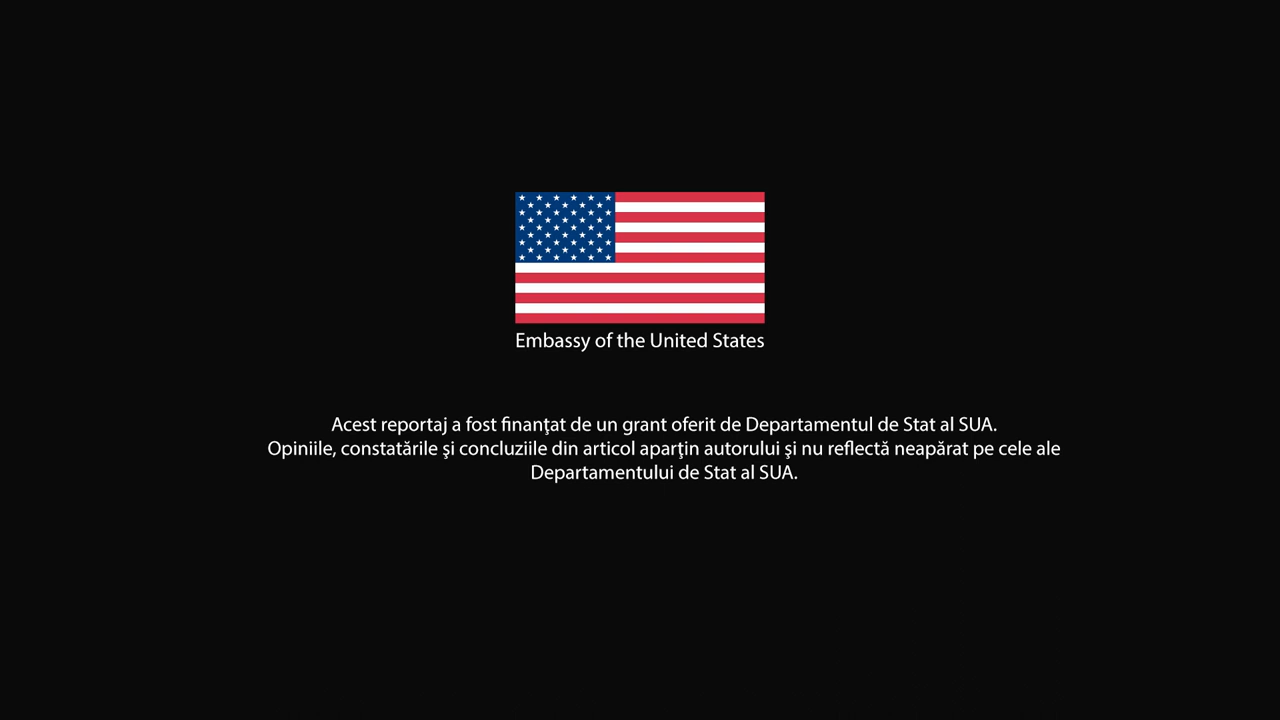 Embassy of the United States
Acest reportaj a fost finanţat de un grant oferit de Departamentul de Stat al SUA.
Opiniile, constatările şi concluziile din articol aparţin autorului şi nu reflectă neapărat pe cele ale
Departamentului de Stat al SUA.